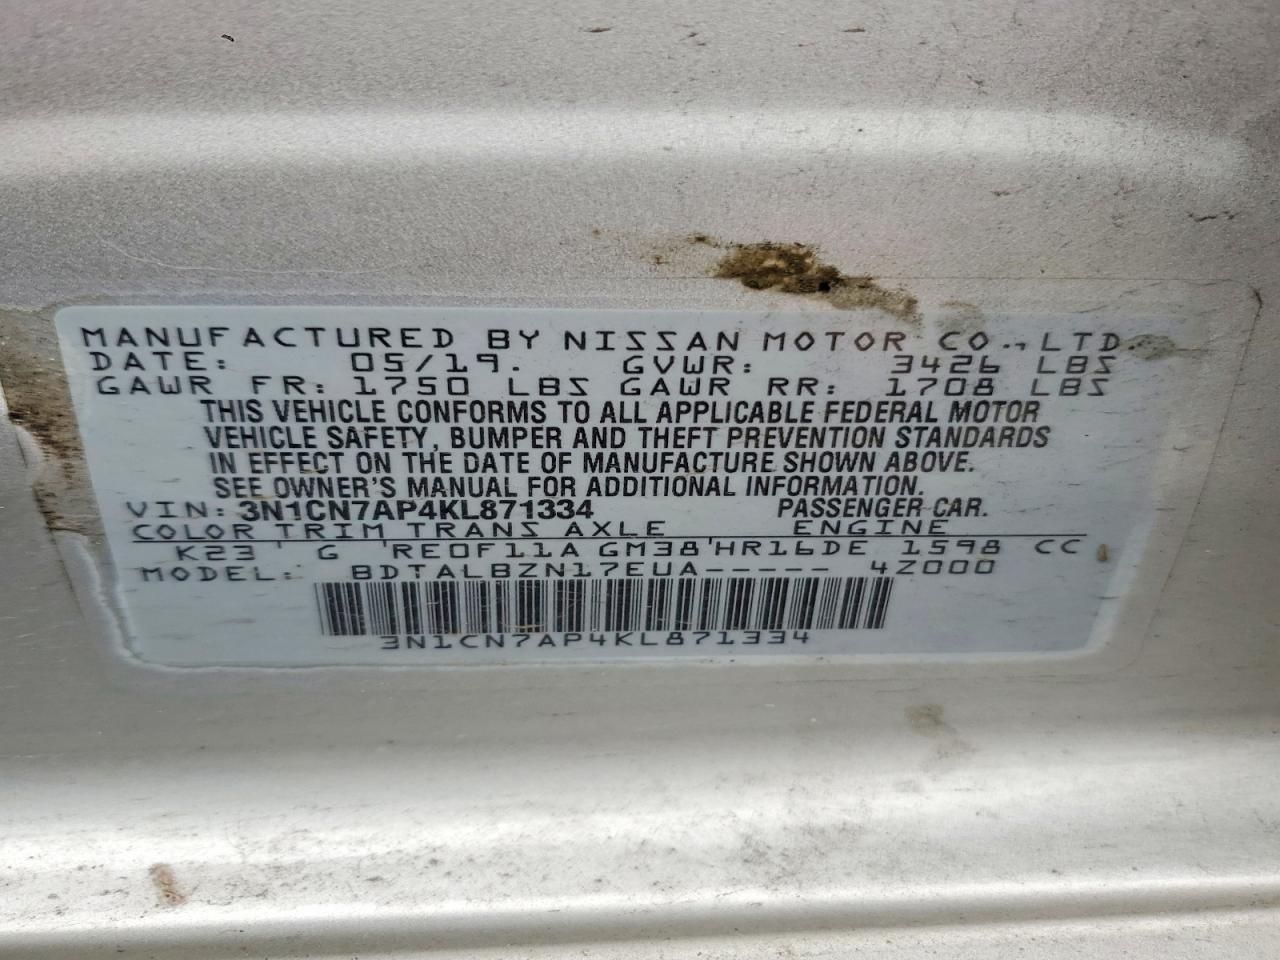 MANUFACTURED BY NISSAN MOTOR CO., LTD.
DATE: 05/19. GVWR: 3426 LBS
GAWR FR: 1750 LBS GAWR RR: 1708 LBS
THIS VEHICLE CONFORMS TO ALL APPLICABLE FEDERAL MOTOR
VEHICLE SAFETY, BUMPER AND THEFT PREVENTION STANDARDS
IN EFFECT ON THE DATE OF MANUFACTURE SHOWN ABOVE.
SEE OWNER'S MANUAL FOR ADDITIONAL INFORMATION.
VIN: 3N1CN7AP4KL871334 PASSENGER CAR.
COLOR TRIM TRANS AXLE ENGINE
K23 ' G 'RE0F11A GM38'HR16DE 1598 CC
MODEL: BDTALBZN17EUA----- 4Z000
3N1CN7AP4KL871334